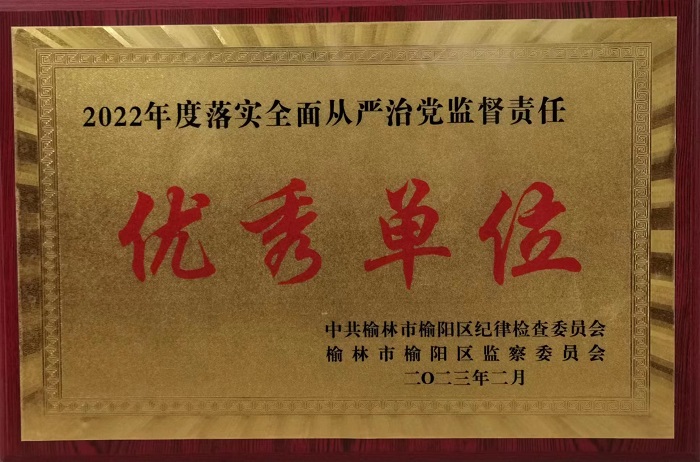 2022年度落实全面从严治党监督责任
优秀单位
中共榆林市榆阳区纪律检查委员会
榆林市榆阳区监察委员会
二〇二三年二月